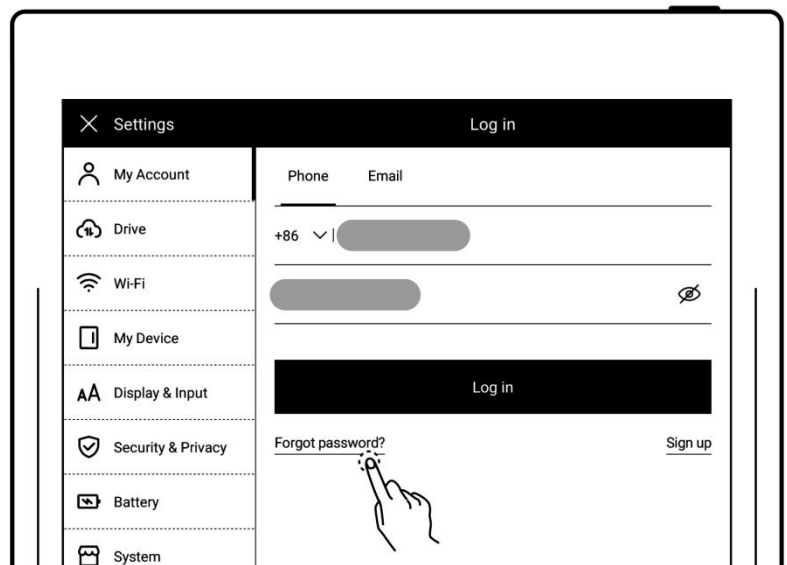 Settings
Log in
My Account
Drive
Wi-Fi
My Device
Display & Input
Security & Privacy
Battery
System
Phone Email
+86
Log in
Forgot password? Sign up